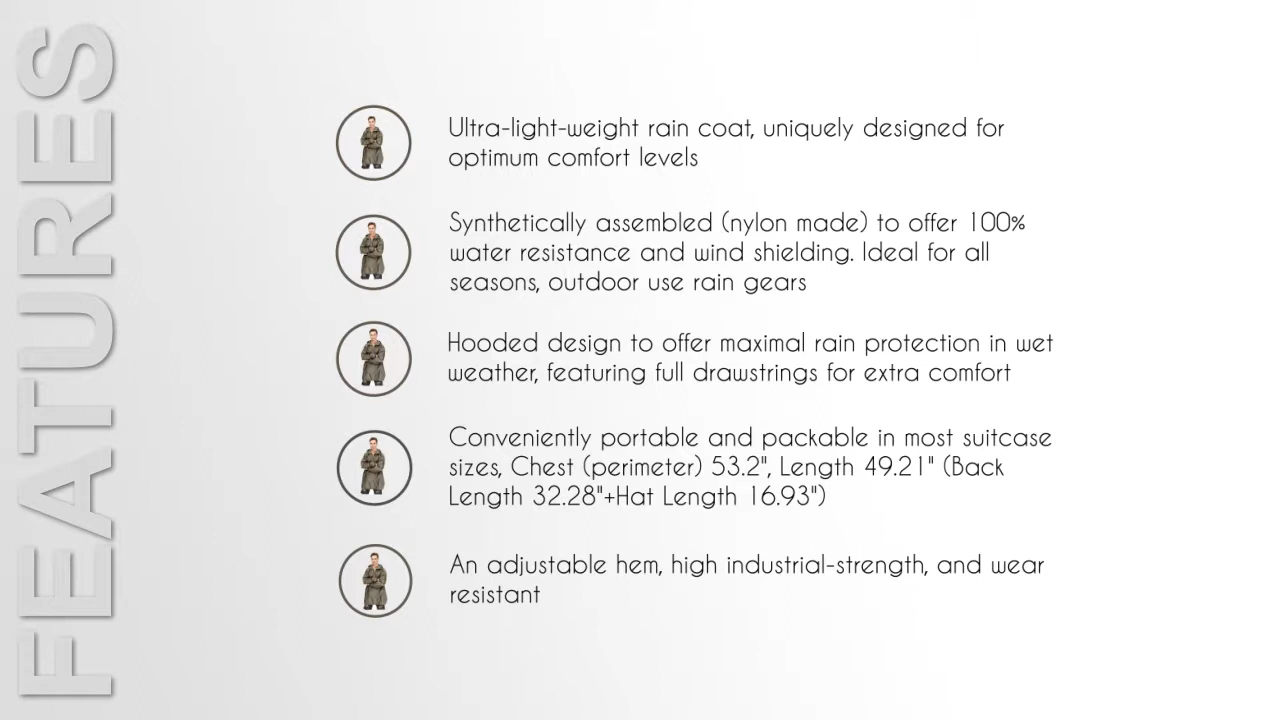 FEATURES
Ultra-light-weight rain coat, uniquely designed for
optimum comfort levels
Synthetically assembled (nylon made) to offer 100%
water resistance and wind shielding. Ideal for all
seasons, outdoor use rain gears
Hooded design to offer maximal rain protection in wet
weather, featuring full drawstrings for extra comfort
Conveniently portable and packable in most suitcase
sizes, Chest (perimeter) 53.2", Length 49.21" (Back
Length 32.28"+Hat Length 16.93")
An adjustable hem, high industrial-strength, and wear
resistant